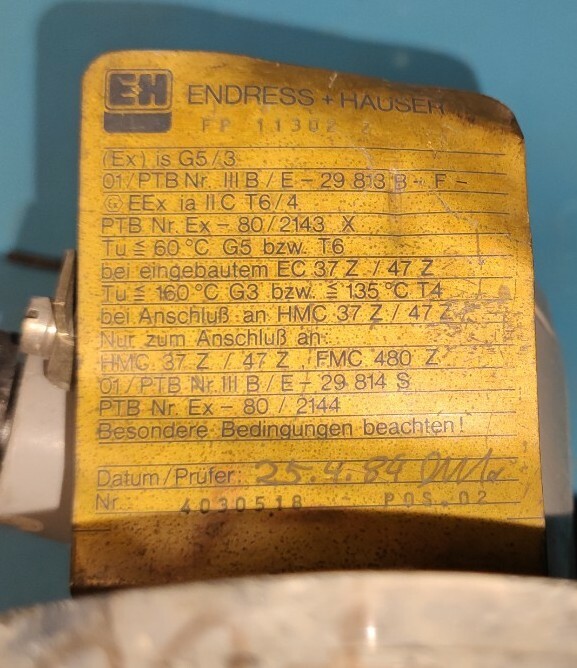 E+H ENDRESS + HAUSER
FP 11302 Z
(Ex) is G5/3
01/PTB Nr. III B / E – 29 813 B – F –
G EEx ia II C T6/4
PTB Nr. Ex – 80/2143 X
Tu ≦ 60 °C G5 bzw. T6
bei eingebautem EC 37 Z / 47 Z
Tu ≦ 160 °C G3 bzw. ≦ 135 °C T4
bei Anschluß an HMC 37 Z / 47 Z
Nur zum Anschluß an:
HMC 37 Z / 47 Z , FMC 480 Z
01/PTB Nr. III B / E – 29 814 S
PTB Nr. Ex – 80 / 2144
Besondere Bedingungen beachten!
Datum/Prüfer: 25.4.84
Nr. 4030518 POS.02